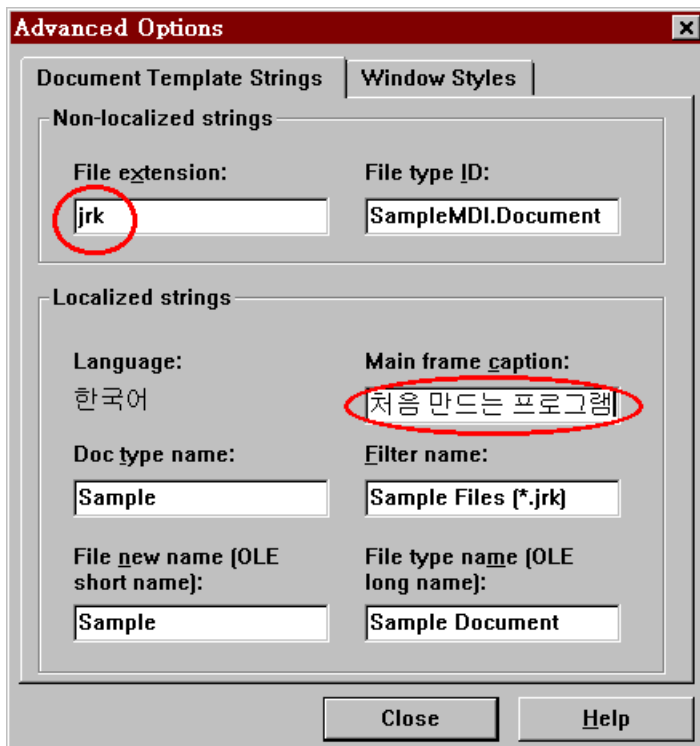 Advanced Options
Document Template Strings
Window Styles
Non-localized strings
File extension:
File type ID:
jrk
SampleMDI.Document
Localized strings
Language:
Main frame caption:
한국어
처음 만드는 프로그램
Doc type name:
Filter name:
Sample
Sample Files (*.jrk)
File new name (OLE
short name):
File type name (OLE
long name):
Sample
Sample Document
Close
Help